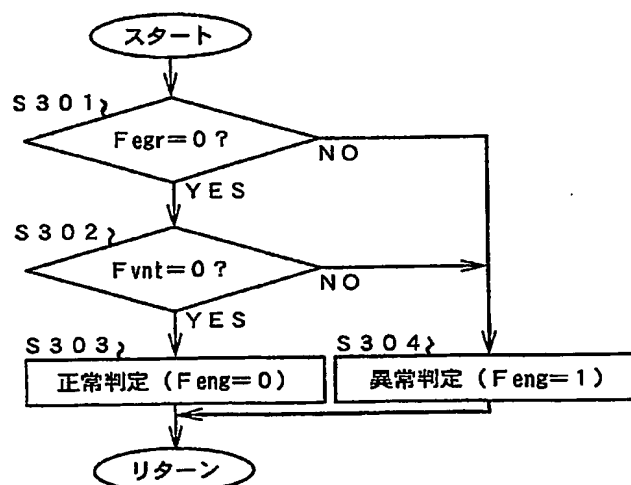 スタート
S301
Fegr=0?
NO
YES
S302
Fvnt=0?
NO
YES
S303
正常判定(Feng=0)
S304
異常判定(Feng=1)
リターン